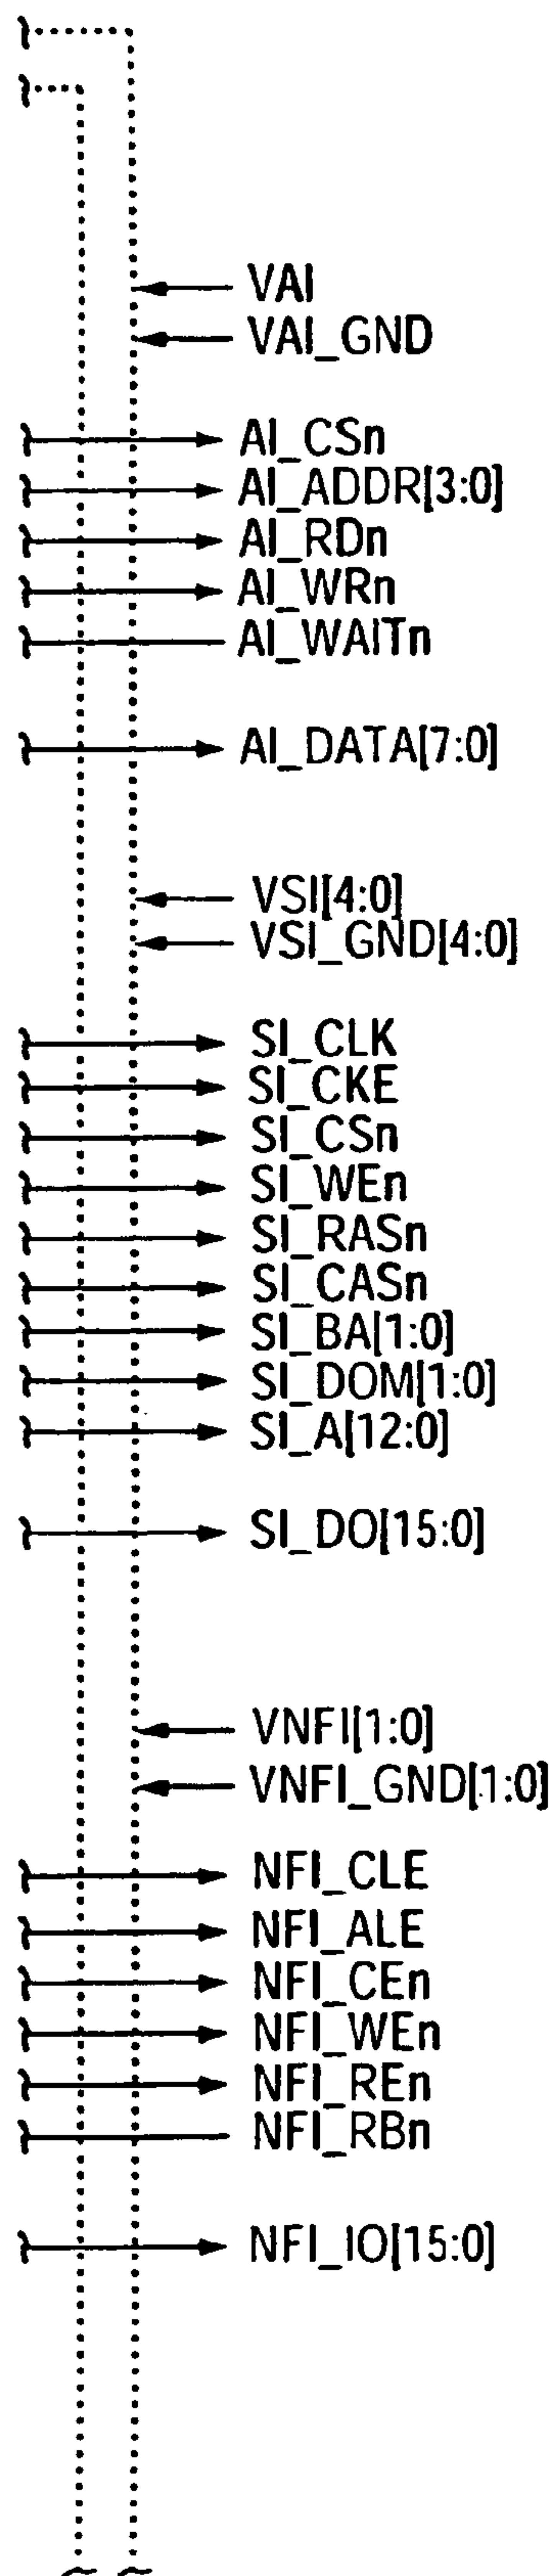 VAI
VAI_GND
AI_CSn
AI_ADDR[3:0]
AI_RDn
AI_WRn
AI_WAITn
AI_DATA[7:0]
VSI[4:0]
VSI_GND[4:0]
SI_CLK
SI_CKE
SI_CSn
SI_WEn
SI_RASn
SI_CASn
SI_BA[1:0]
SI_DOM[1:0]
SI_A[12:0]
SI_DO[15:0]
VNFI[1:0]
VNFI_GND[1:0]
NFI_CLE
NFI_ALE
NFI_CEn
NFI_WEn
NFI_REn
NFI_RBn
NFI_IO[15:0]